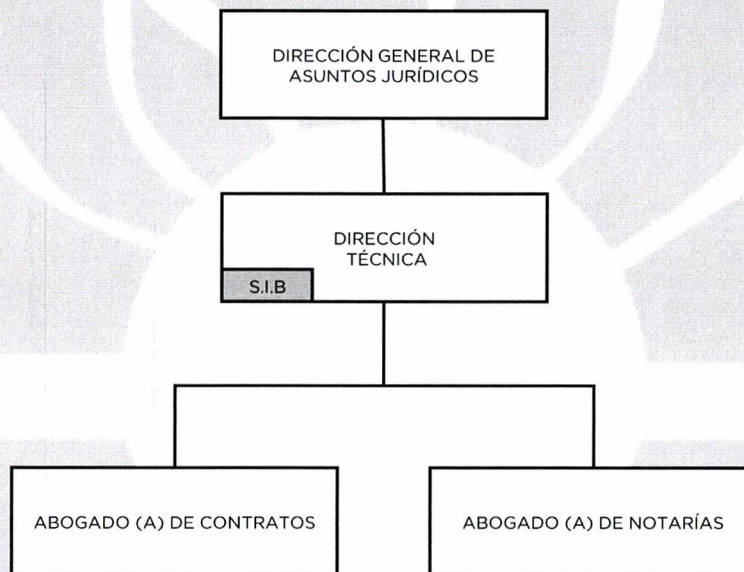 DIRECCIÓN GENERAL DE
ASUNTOS JURÍDICOS
DIRECCIÓN
TÉCNICA
S.I.B
ABOGADO (A) DE CONTRATOS
ABOGADO (A) DE NOTARÍAS